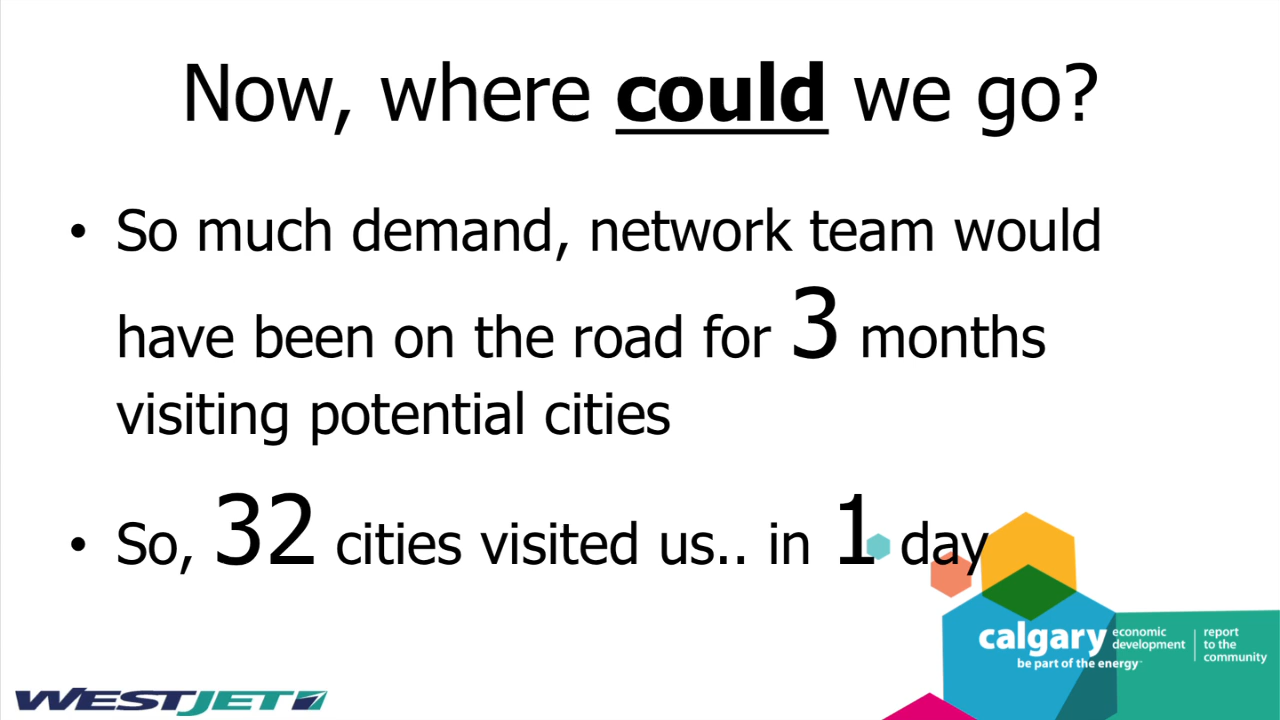 Now, where could we go?
• So much demand, network team would
have been on the road for 3 months
visiting potential cities
• So, 32 cities visited us.. in 1 day
calgary economic development | report to the community
be part of the energy
WESTJET